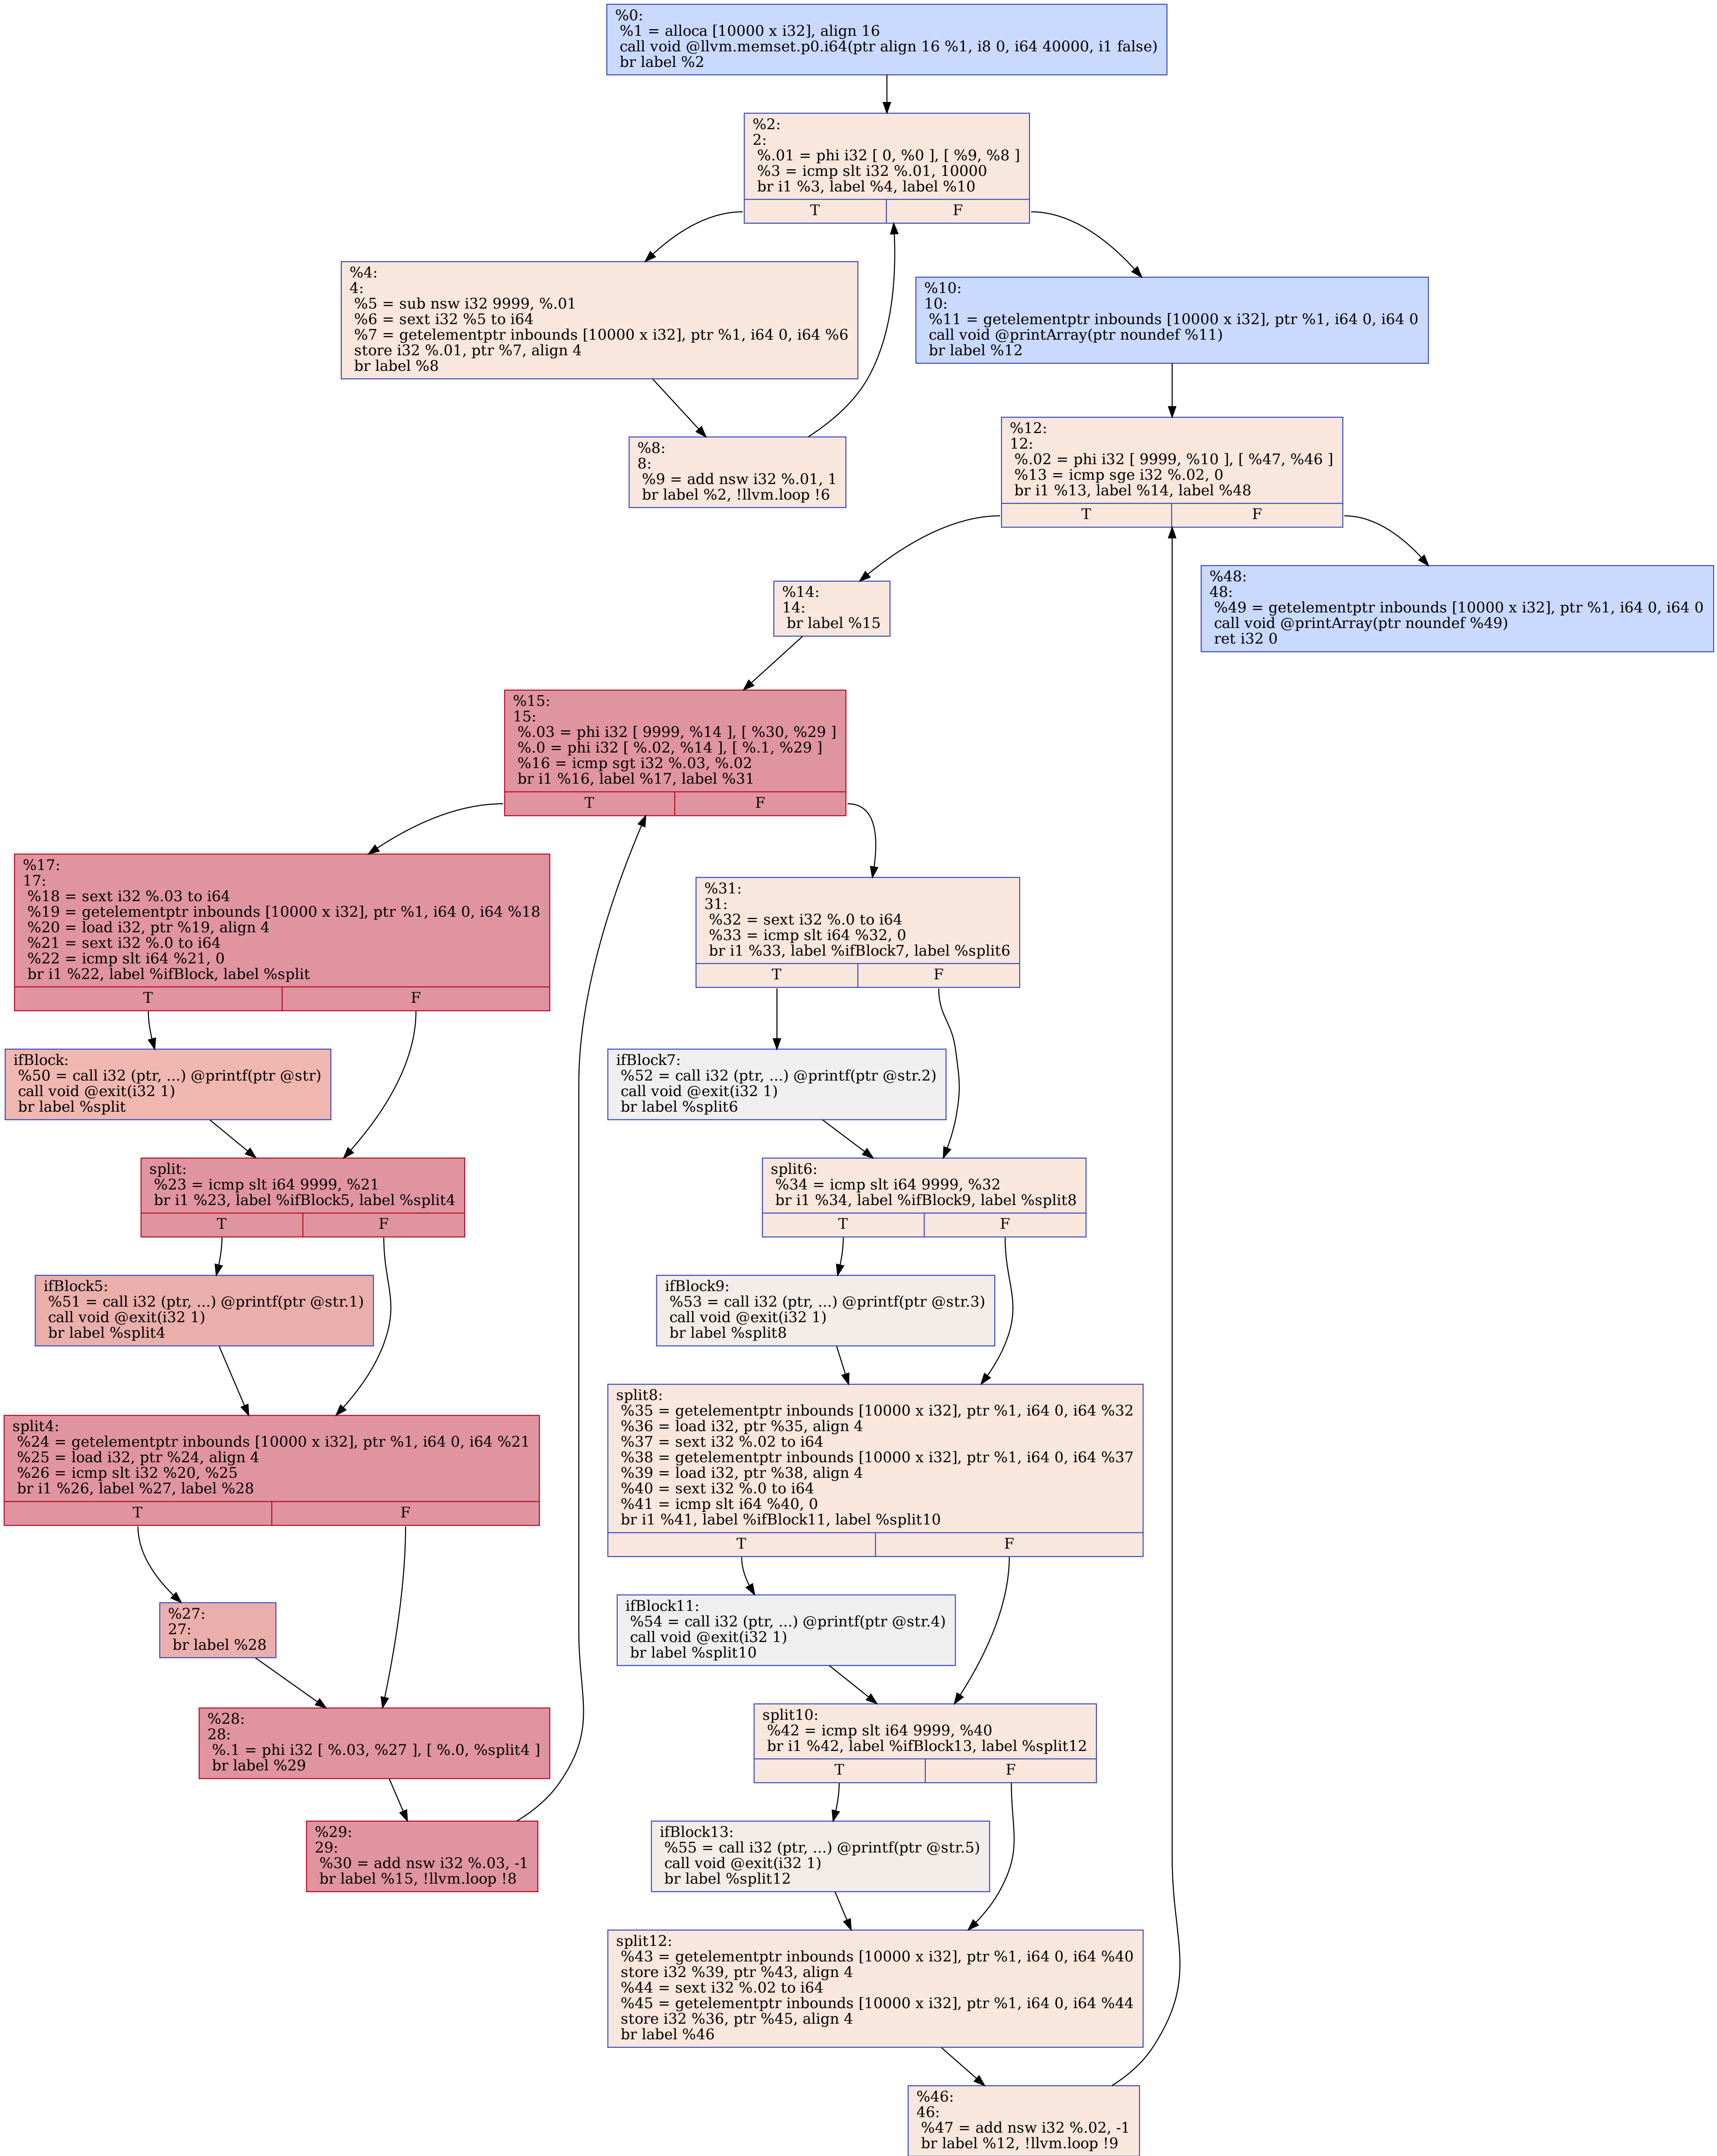 %0:
%1 = alloca [10000 x i32], align 16
call void @llvm.memset.p0.i64(ptr align 16 %1, i8 0, i64 40000, i1 false)
br label %2
%2:
2:
%.01 = phi i32 [ 0, %0 ], [ %9, %8 ]
%3 = icmp slt i32 %.01, 10000
br i1 %3, label %4, label %10
T F
%4:
4:
%5 = sub nsw i32 9999, %.01
%6 = sext i32 %5 to i64
%7 = getelementptr inbounds [10000 x i32], ptr %1, i64 0, i64 %6
store i32 %.01, ptr %7, align 4
br label %8
%10:
10:
%11 = getelementptr inbounds [10000 x i32], ptr %1, i64 0, i64 0
call void @printArray(ptr noundef %11)
br label %12
%8:
8:
%9 = add nsw i32 %.01, 1
br label %2, !llvm.loop !6
%12:
12:
%.02 = phi i32 [ 9999, %10 ], [ %47, %46 ]
%13 = icmp sge i32 %.02, 0
br i1 %13, label %14, label %48
T F
%14:
14:
br label %15
%48:
48:
%49 = getelementptr inbounds [10000 x i32], ptr %1, i64 0, i64 0
call void @printArray(ptr noundef %49)
ret i32 0
%15:
15:
%.03 = phi i32 [ 9999, %14 ], [ %30, %29 ]
%.0 = phi i32 [ %.02, %14 ], [ %.1, %29 ]
%16 = icmp sgt i32 %.03, %.02
br i1 %16, label %17, label %31
T F
%17:
17:
%18 = sext i32 %.03 to i64
%19 = getelementptr inbounds [10000 x i32], ptr %1, i64 0, i64 %18
%20 = load i32, ptr %19, align 4
%21 = sext i32 %.0 to i64
%22 = icmp slt i64 %21, 0
br i1 %22, label %ifBlock, label %split
T F
%31:
31:
%32 = sext i32 %.0 to i64
%33 = icmp slt i64 %32, 0
br i1 %33, label %ifBlock7, label %split6
T F
ifBlock:
%50 = call i32 (ptr, ...) @printf(ptr @str)
call void @exit(i32 1)
br label %split
ifBlock7:
%52 = call i32 (ptr, ...) @printf(ptr @str.2)
call void @exit(i32 1)
br label %split6
split:
%23 = icmp slt i64 9999, %21
br i1 %23, label %ifBlock5, label %split4
T F
split6:
%34 = icmp slt i64 9999, %32
br i1 %34, label %ifBlock9, label %split8
T F
ifBlock5:
%51 = call i32 (ptr, ...) @printf(ptr @str.1)
call void @exit(i32 1)
br label %split4
ifBlock9:
%53 = call i32 (ptr, ...) @printf(ptr @str.3)
call void @exit(i32 1)
br label %split8
split4:
%24 = getelementptr inbounds [10000 x i32], ptr %1, i64 0, i64 %21
%25 = load i32, ptr %24, align 4
%26 = icmp slt i32 %20, %25
br i1 %26, label %27, label %28
T F
split8:
%35 = getelementptr inbounds [10000 x i32], ptr %1, i64 0, i64 %32
%36 = load i32, ptr %35, align 4
%37 = sext i32 %.02 to i64
%38 = getelementptr inbounds [10000 x i32], ptr %1, i64 0, i64 %37
%39 = load i32, ptr %38, align 4
%40 = sext i32 %.0 to i64
%41 = icmp slt i64 %40, 0
br i1 %41, label %ifBlock11, label %split10
T F
%27:
27:
br label %28
ifBlock11:
%54 = call i32 (ptr, ...) @printf(ptr @str.4)
call void @exit(i32 1)
br label %split10
%28:
28:
%.1 = phi i32 [ %.03, %27 ], [ %.0, %split4 ]
br label %29
split10:
%42 = icmp slt i64 9999, %40
br i1 %42, label %ifBlock13, label %split12
T F
%29:
29:
%30 = add nsw i32 %.03, -1
br label %15, !llvm.loop !8
ifBlock13:
%55 = call i32 (ptr, ...) @printf(ptr @str.5)
call void @exit(i32 1)
br label %split12
split12:
%43 = getelementptr inbounds [10000 x i32], ptr %1, i64 0, i64 %40
store i32 %39, ptr %43, align 4
%44 = sext i32 %.02 to i64
%45 = getelementptr inbounds [10000 x i32], ptr %1, i64 0, i64 %44
store i32 %36, ptr %45, align 4
br label %46
%46:
46:
%47 = add nsw i32 %.02, -1
br label %12, !llvm.loop !9